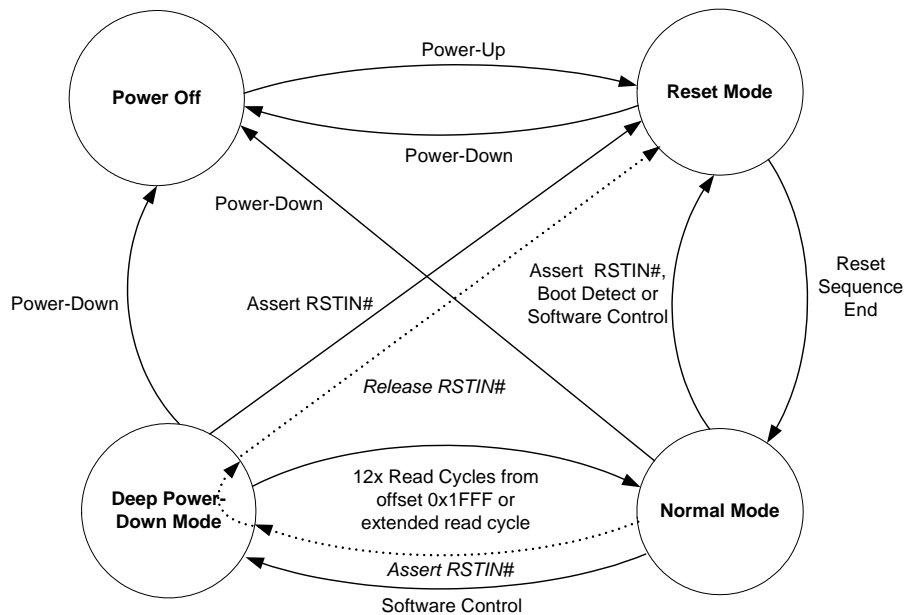 Power-Up
Power Off
Reset Mode
Power-Down
Power-Down
Assert RSTIN#,
Boot Detect or
Software Control
Reset
Sequence
End
Power-Down
Assert RSTIN#
Release RSTIN#
12x Read Cycles from
offset 0x1FFF or
extended read cycle
Deep Power-
Down Mode
Normal Mode
Assert RSTIN#
Software Control